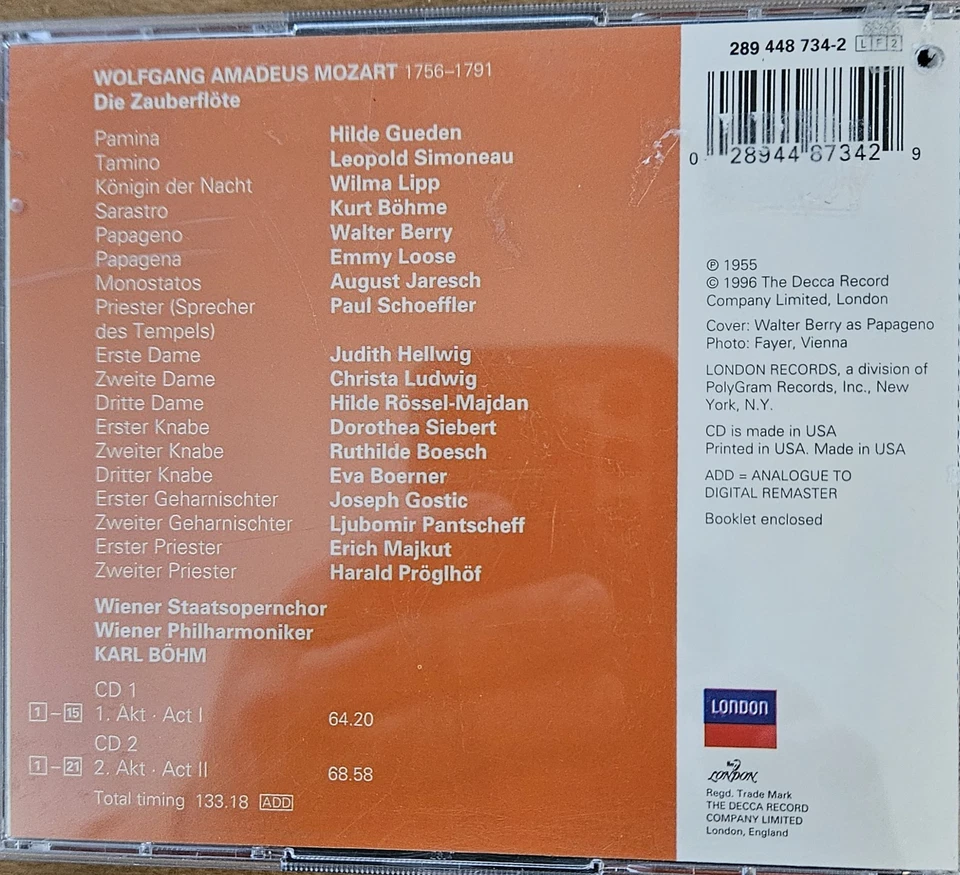 WOLFGANG AMADEUS MOZART 1756–1791
Die Zauberflöte
Pamina Hilde Gueden
Tamino Leopold Simoneau
Königin der Nacht Wilma Lipp
Sarastro Kurt Böhme
Papageno Walter Berry
Papagena Emmy Loose
Monostatos August Jaresch
Priester (Sprecher Paul Schoeffler
des Tempels)
Erste Dame Judith Hellwig
Zweite Dame Christa Ludwig
Dritte Dame Hilde Rössel-Majdan
Erster Knabe Dorothea Siebert
Zweiter Knabe Ruthilde Boesch
Dritter Knabe Eva Boerner
Erster Geharnischter Joseph Gostic
Zweiter Geharnischter Ljubomir Pantscheff
Erster Priester Erich Majkut
Zweiter Priester Harald Pröglhöf
Wiener Staatsopernchor
Wiener Philharmoniker
KARL BÖHM
CD 1
1 – 15 1. Akt · Act I 64.20
CD 2
1 – 21 2. Akt · Act II 68.58
Total timing 133.18 ADD
289 448 734-2 LF2
0 28944 87342 9
℗ 1955
© 1996 The Decca Record
Company Limited, London
Cover: Walter Berry as Papageno
Photo: Fayer, Vienna
LONDON RECORDS, a division of
PolyGram Records, Inc., New
York, N.Y.
CD is made in USA
Printed in USA. Made in USA
ADD = ANALOGUE TO
DIGITAL REMASTER
Booklet enclosed
LONDON
LONDON
Regd. Trade Mark
THE DECCA RECORD
COMPANY LIMITED
London, England